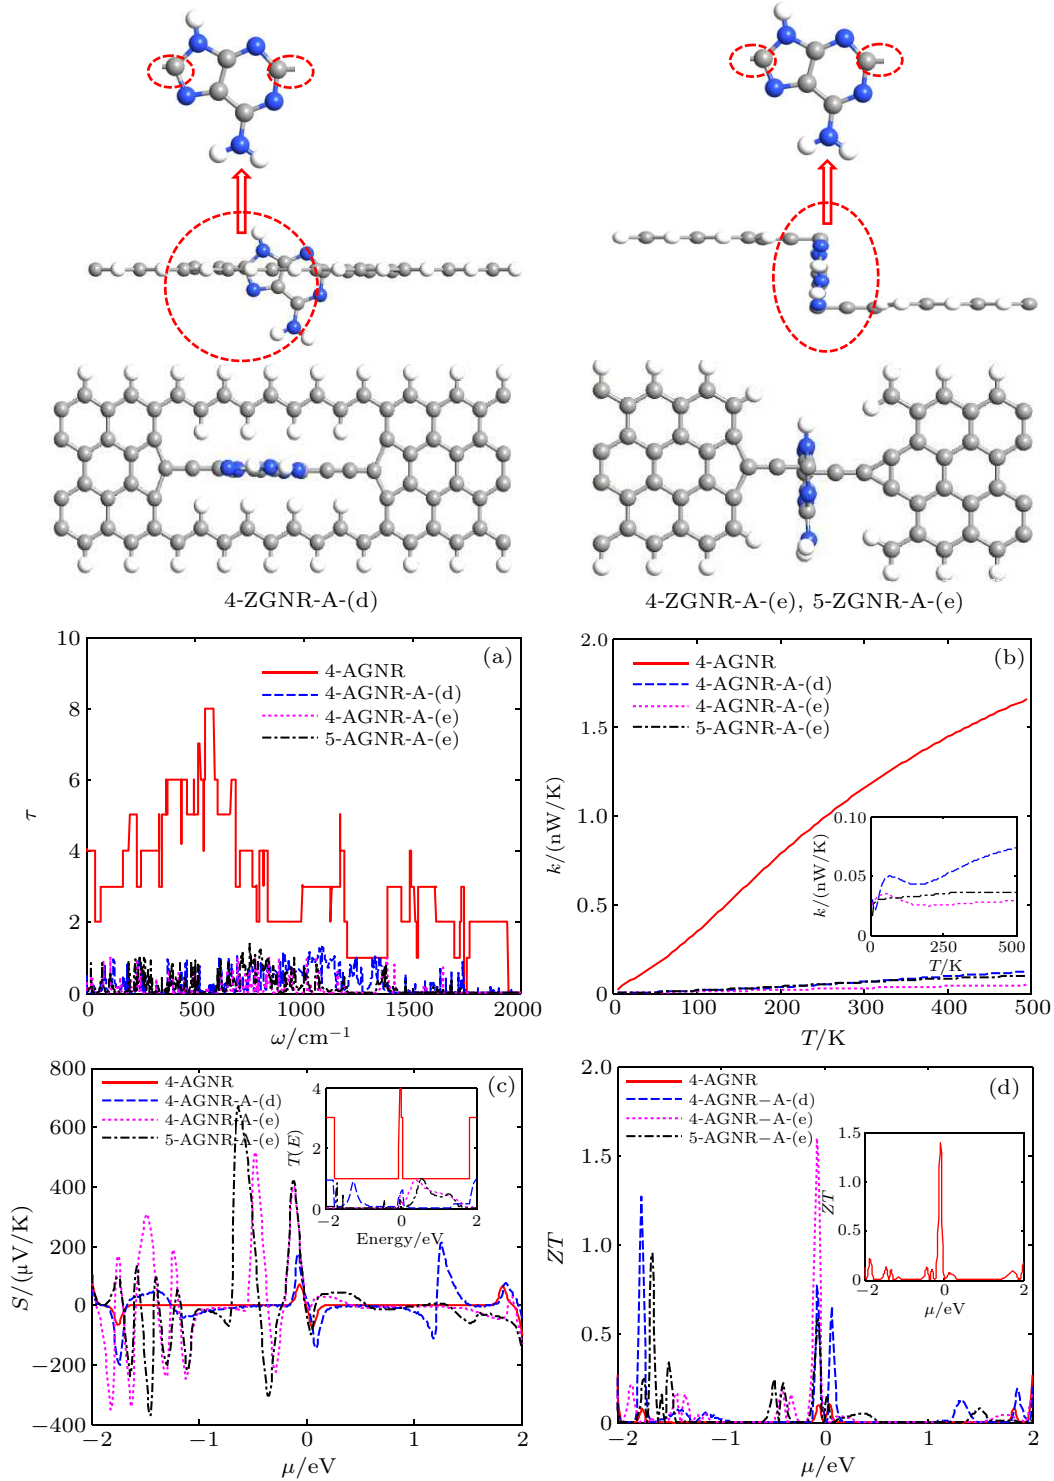 4-ZGNR-A-(d)
4-ZGNR-A-(e), 5-ZGNR-A-(e)
(a)
4-AGNR
4-AGNR-A-(d)
4-AGNR-A-(e)
5-AGNR-A-(e)
10
8
6
4
2
0
τ
0 500 1000 1500 2000
ω/cm⁻¹
(b)
4-AGNR
4-AGNR-A-(d)
4-AGNR-A-(e)
5-AGNR-A-(e)
2.0
1.5
1.0
0.5
0
k/(nW/K)
0 100 200 300 400 500
T/K
0.10
0.05
0
k/(nW/K)
0 250 500
T/K
(c)
4-AGNR
4-AGNR-A-(d)
4-AGNR-A-(e)
5-AGNR-A-(e)
800
600
400
200
0
−200
−400
S/(μV/K)
−2 −1 0 1 2
μ/eV
4
2
0
T(E)
−2 0 2
Energy/eV
(d)
4-AGNR
4-AGNR−A-(d)
4-AGNR−A-(e)
5-AGNR−A-(e)
2.0
1.5
1.0
0.5
0
ZT
−2 −1 0 1 2
μ/eV
1.5
1.0
0.5
0
ZT
−2 0 2
μ/eV